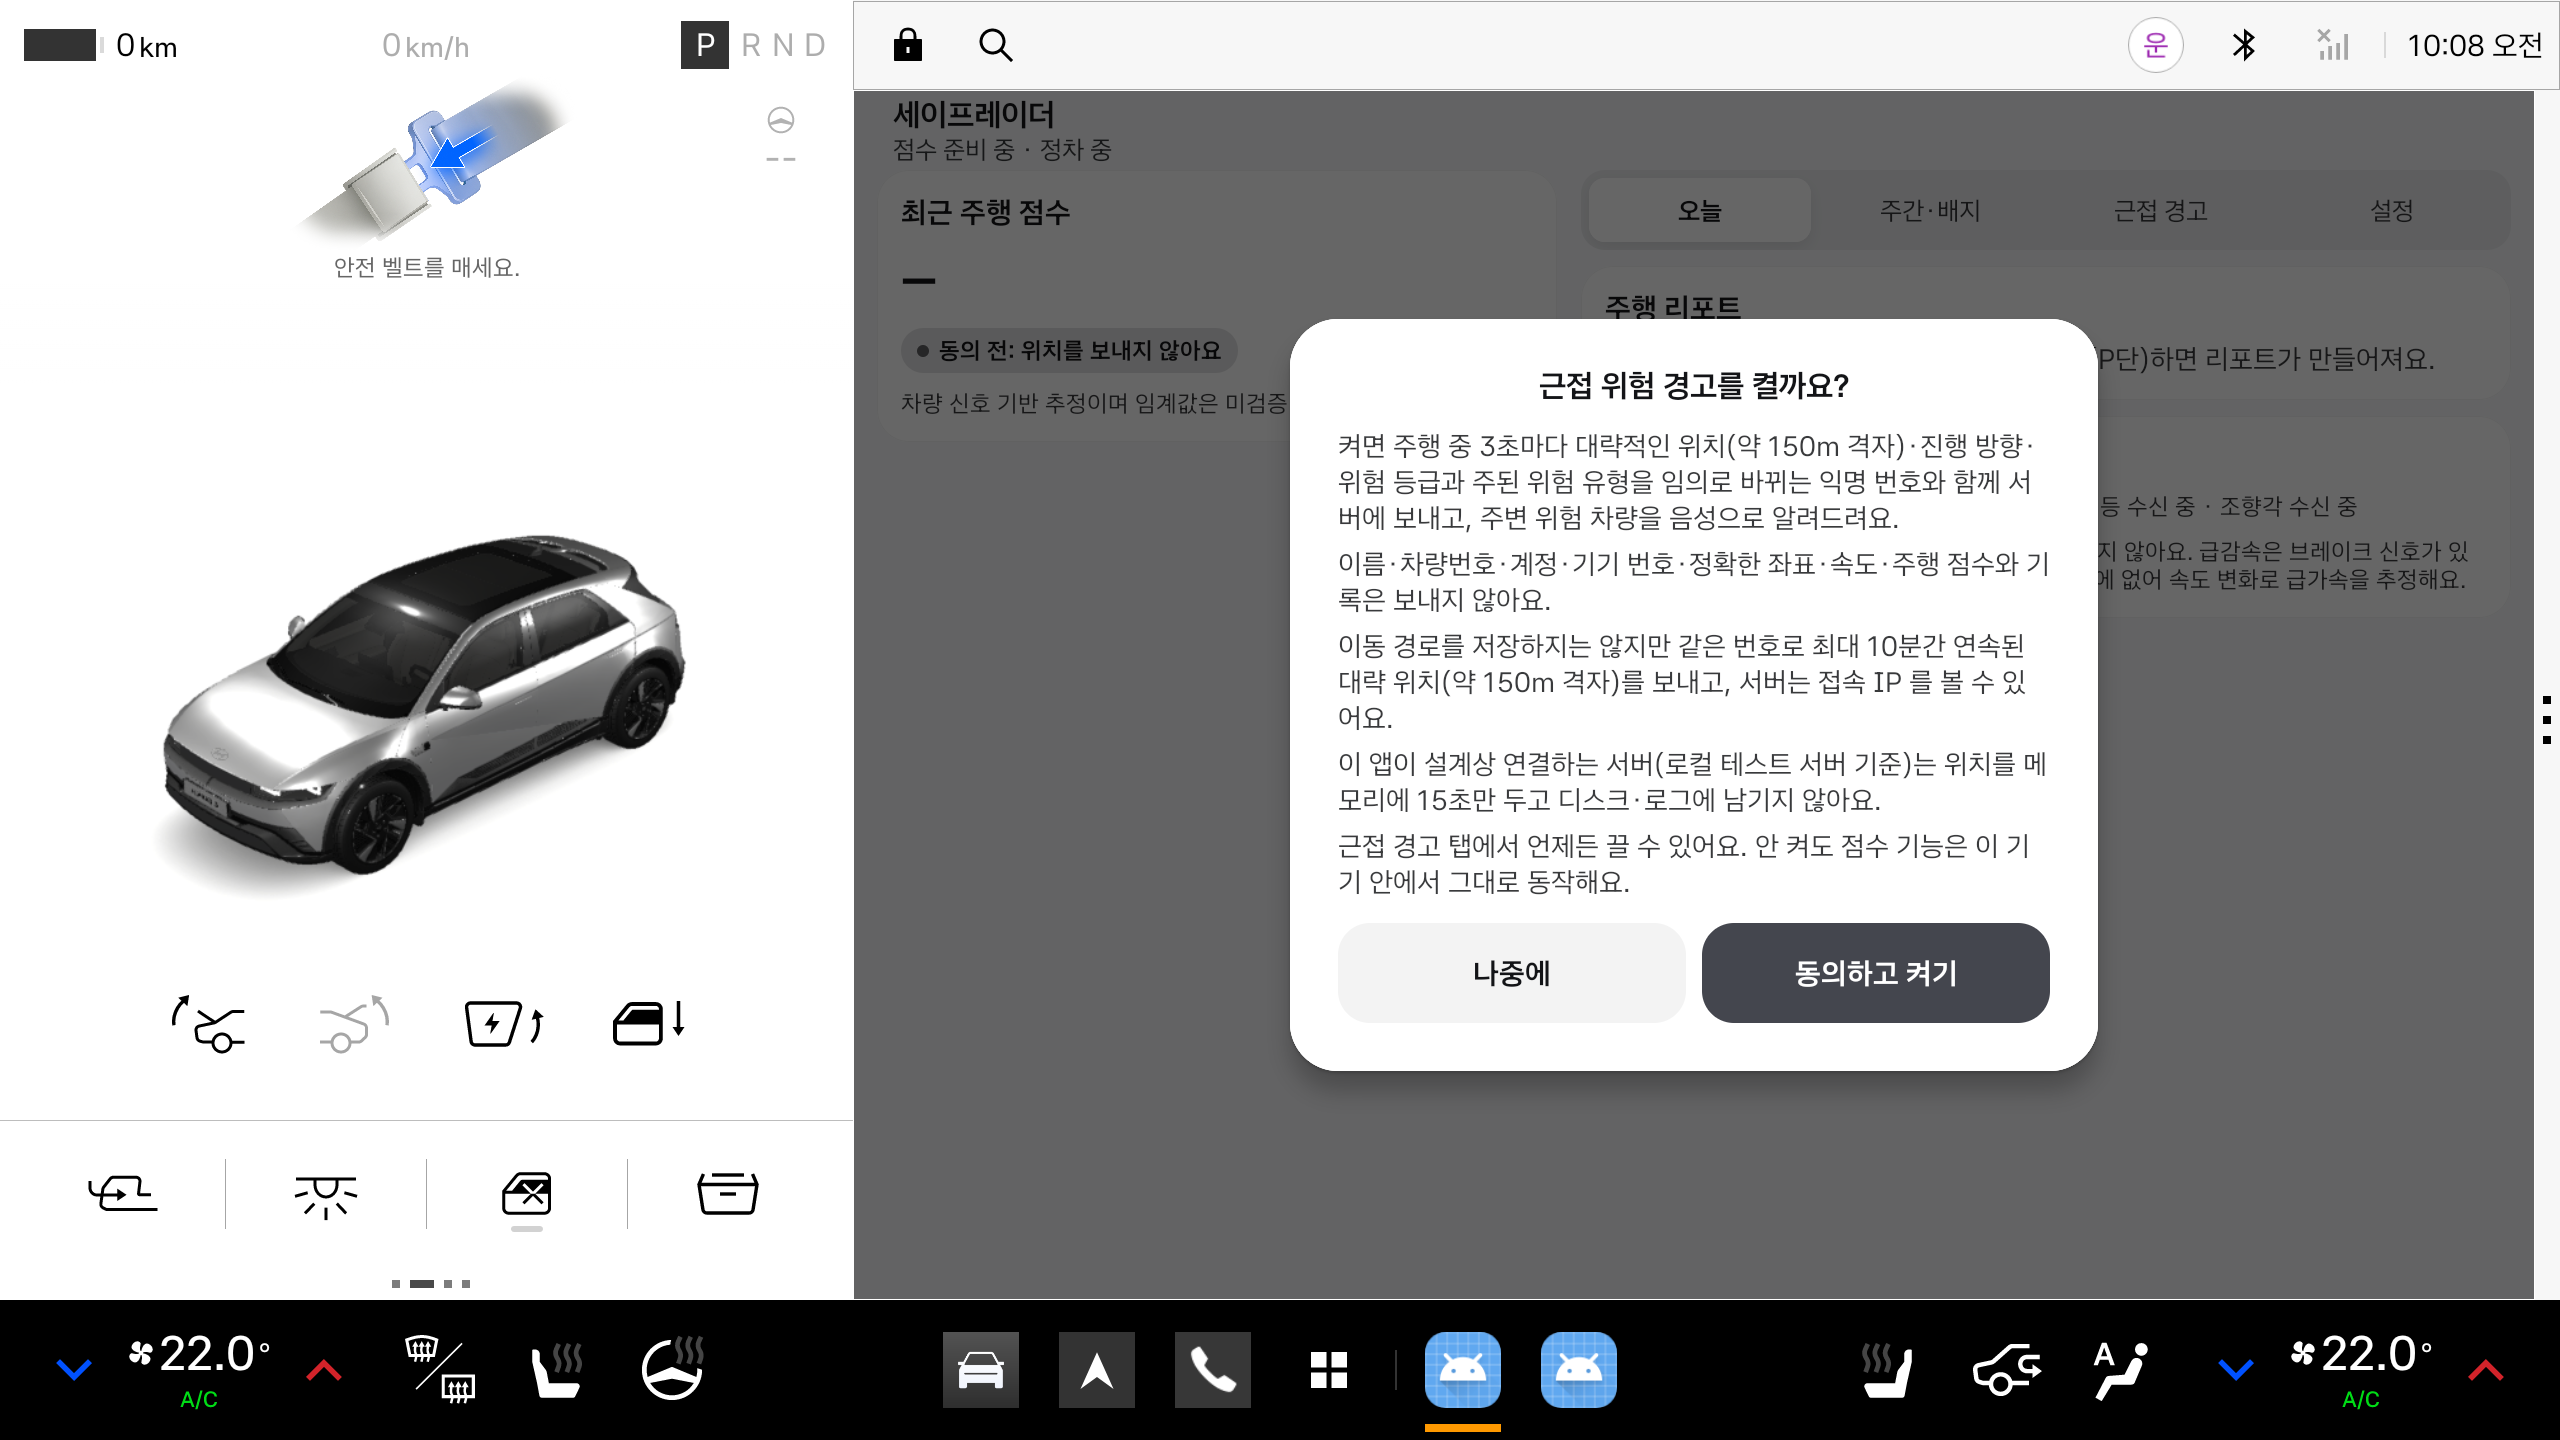 0 km
0 km/h
P R N D
안전 벨트를 매세요.
운
10:08 오전
세이프레이더
점수 준비 중 · 정차 중
최근 주행 점수
—
동의 전: 위치를 보내지 않아요
차량 신호 기반 추정이며 임계값은 미검증
오늘
주간·배지
근접 경고
설정
주행 리포트
P단)하면 리포트가 만들어져요.
등 수신 중 · 조향각 수신 중
지 않아요. 급감속은 브레이크 신호가 있
에 없어 속도 변화로 급가속을 추정해요.
근접 위험 경고를 켤까요?
켜면 주행 중 3초마다 대략적인 위치(약 150m 격자)·진행 방향·
위험 등급과 주된 위험 유형을 임의로 바뀌는 익명 번호와 함께 서
버에 보내고, 주변 위험 차량을 음성으로 알려드려요.
이름·차량번호·계정·기기 번호·정확한 좌표·속도·주행 점수와 기
록은 보내지 않아요.
이동 경로를 저장하지는 않지만 같은 번호로 최대 10분간 연속된
대략 위치(약 150m 격자)를 보내고, 서버는 접속 IP 를 볼 수 있
어요.
이 앱이 설계상 연결하는 서버(로컬 테스트 서버 기준)는 위치를 메
모리에 15초만 두고 디스크·로그에 남기지 않아요.
근접 경고 탭에서 언제든 끌 수 있어요. 안 켜도 점수 기능은 이 기
기 안에서 그대로 동작해요.
나중에
동의하고 켜기
22.0°
A/C
A
22.0°
A/C